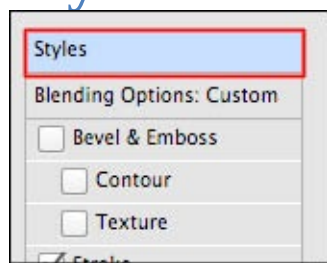 Styles
Blending Options: Custom
Bevel & Emboss
Contour
Texture